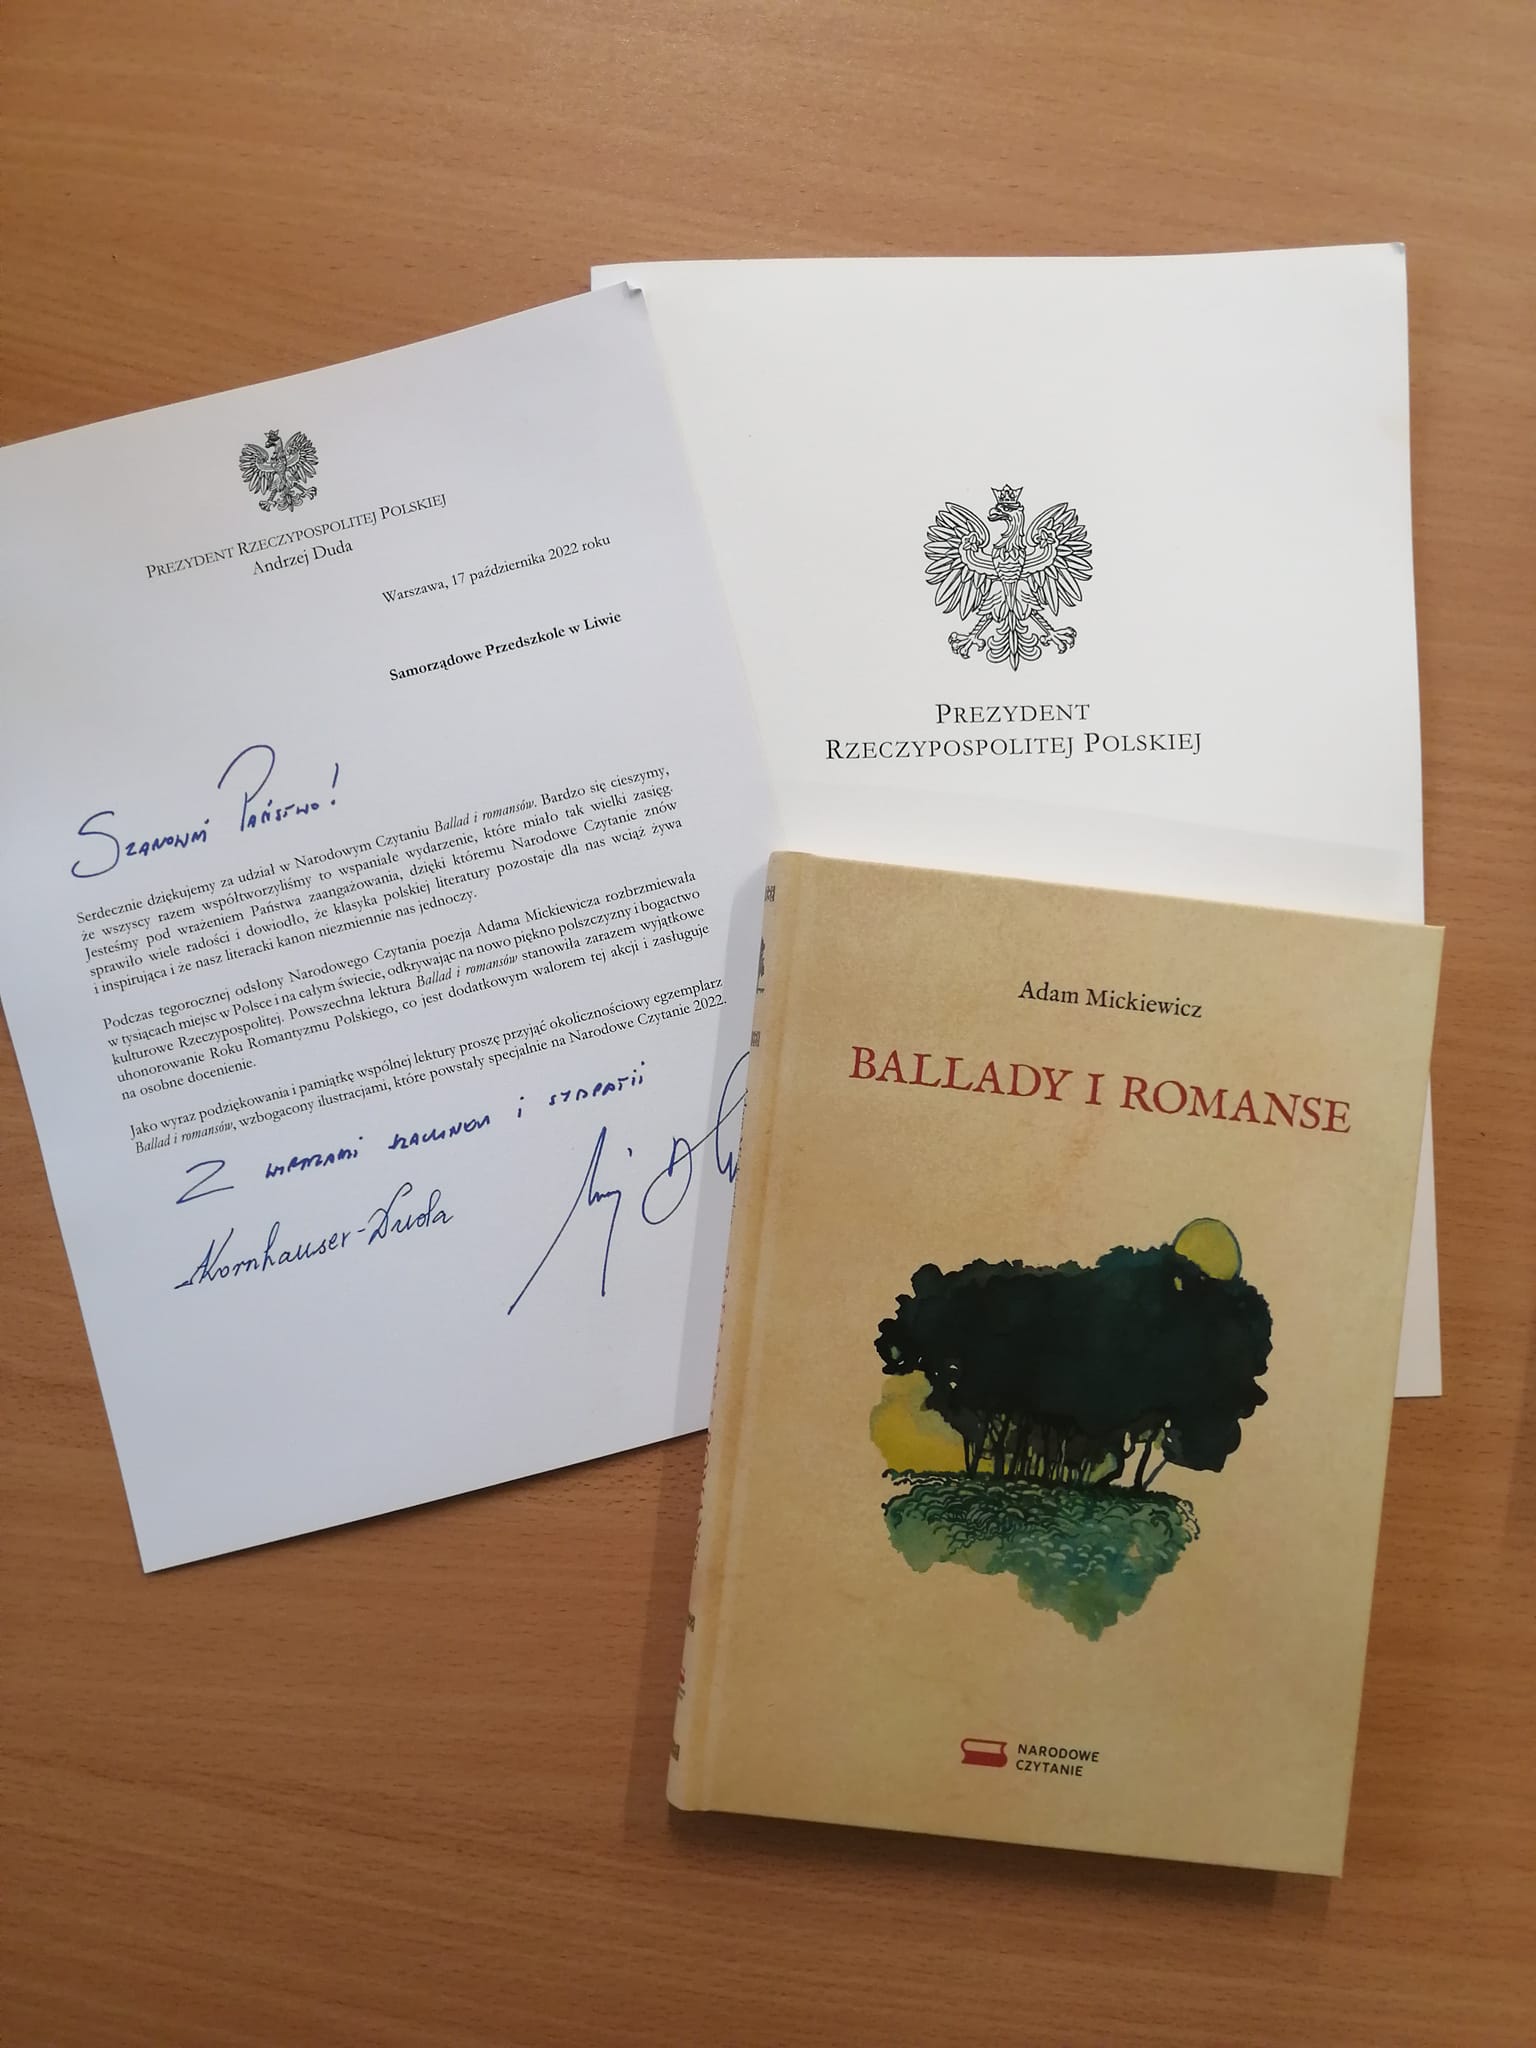 PREZYDENT RZECZYPOSPOLITEJ POLSKIEJ
Andrzej Duda
Warszawa, 17 października 2022 roku
Samorządowe Przedszkole w Liwie
Szanowni Państwo!
Serdecznie dziękujemy za udział w Narodowym Czytaniu Ballad i romansów. Bardzo się cieszymy,
że wszyscy razem współtworzyliśmy to wspaniałe wydarzenie, które miało tak wielki zasięg.
Jesteśmy pod wrażeniem Państwa zaangażowania, dzięki któremu Narodowe Czytanie znów
sprawiło wiele radości i dowiodło, że klasyka polskiej literatury pozostaje dla nas wciąż żywa
i inspirująca i że nasz literacki kanon niezmiennie nas jednoczy.
Podczas tegorocznej odsłony Narodowego Czytania poezja Adama Mickiewicza rozbrzmiewała
w tysiącach miejsc w Polsce i na całym świecie, odkrywając na nowo piękno polszczyzny i bogactwo
kulturowe Rzeczypospolitej. Powszechna lektura Ballad i romansów stanowiła zarazem wyjątkowe
uhonorowanie Roku Romantyzmu Polskiego, co jest dodatkowym walorem tej akcji i zasługuje
na osobne docenienie.
Jako wyraz podziękowania i pamiątkę wspólnej lektury proszę przyjąć okolicznościowy egzemplarz
Ballad i romansów, wzbogacony ilustracjami, które powstały specjalnie na Narodowe Czytanie 2022.
Z wyrazami szacunku i sympatii
Kornhauser-Duda
PREZYDENT
RZECZYPOSPOLITEJ POLSKIEJ
Adam Mickiewicz
BALLADY I ROMANSE
NARODOWE
CZYTANIE